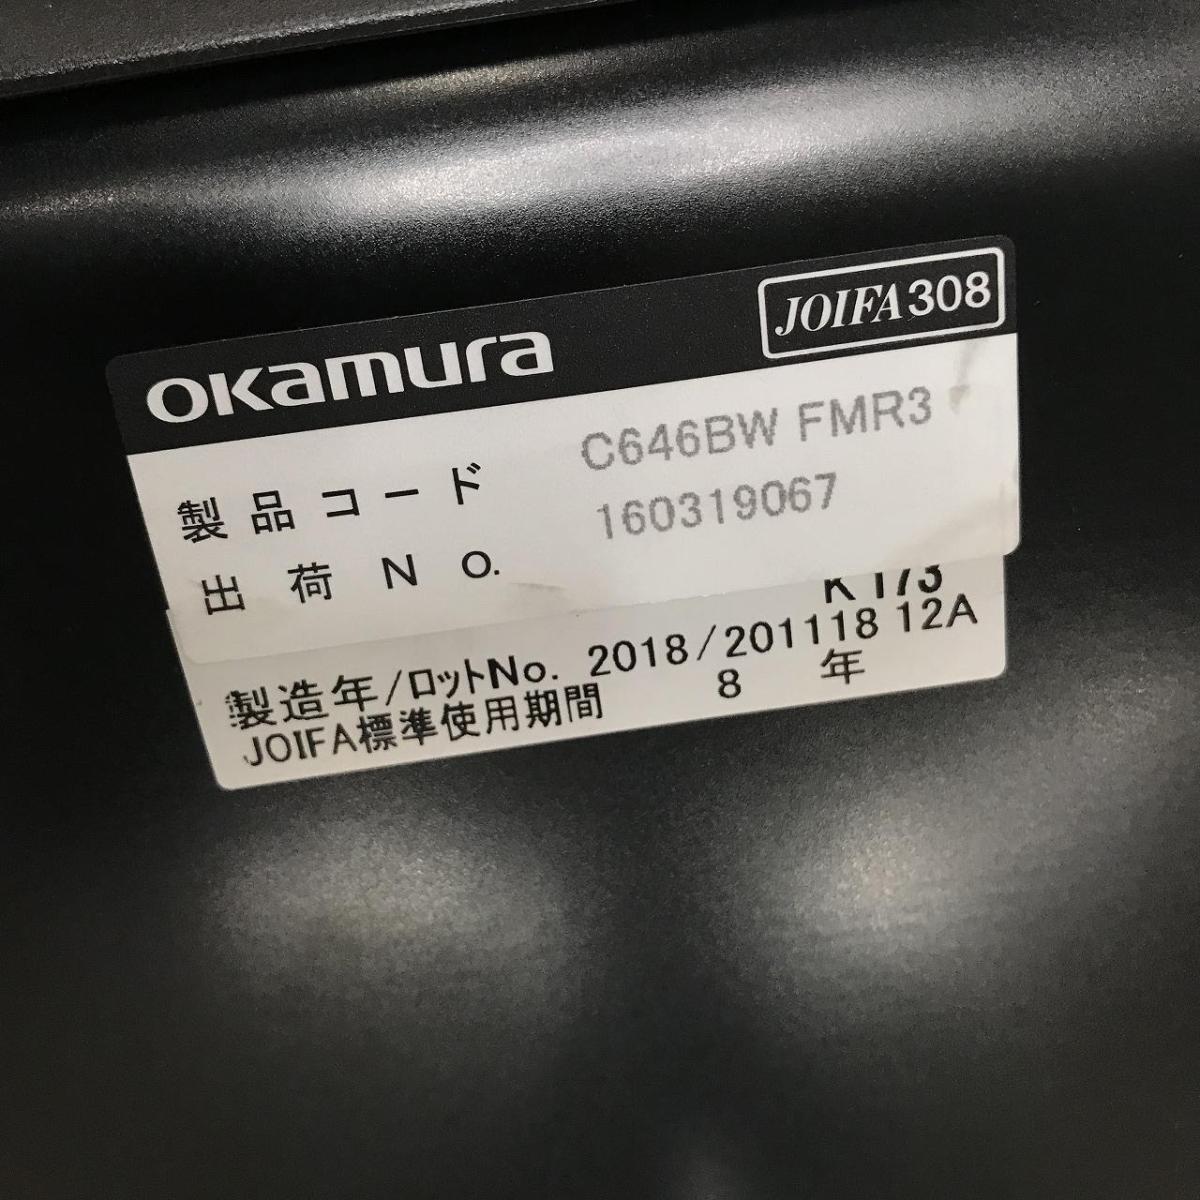 okamura JOIFA308
製品コード C646BW FMR3
出荷No. 160319067
K173
製造年/ロットNo. 2018/201118 12A
JOIFA標準使用期間 8 年